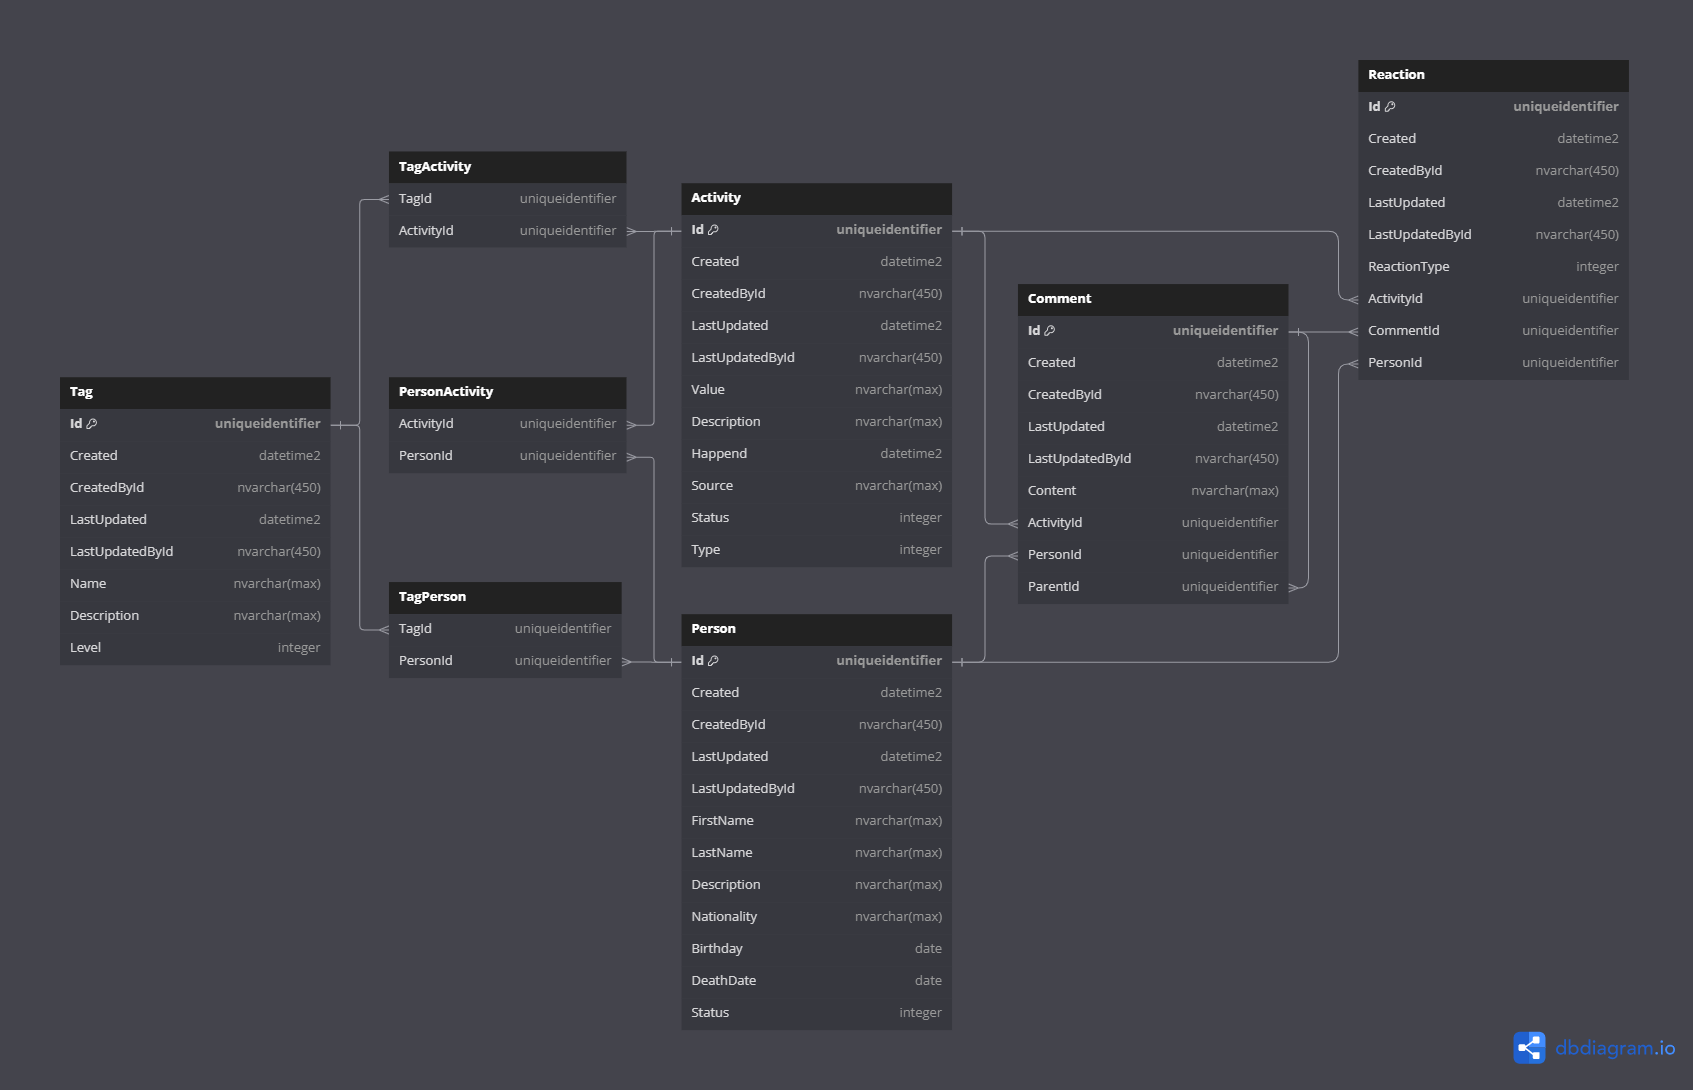 Tag
Id uniqueidentifier
Created datetime2
CreatedById nvarchar(450)
LastUpdated datetime2
LastUpdatedById nvarchar(450)
Name nvarchar(max)
Description nvarchar(max)
Level integer
TagActivity
TagId uniqueidentifier
ActivityId uniqueidentifier
PersonActivity
ActivityId uniqueidentifier
PersonId uniqueidentifier
TagPerson
TagId uniqueidentifier
PersonId uniqueidentifier
Activity
Id uniqueidentifier
Created datetime2
CreatedById nvarchar(450)
LastUpdated datetime2
LastUpdatedById nvarchar(450)
Value nvarchar(max)
Description nvarchar(max)
Happend datetime2
Source nvarchar(max)
Status integer
Type integer
Person
Id uniqueidentifier
Created datetime2
CreatedById nvarchar(450)
LastUpdated datetime2
LastUpdatedById nvarchar(450)
FirstName nvarchar(max)
LastName nvarchar(max)
Description nvarchar(max)
Nationality nvarchar(max)
Birthday date
DeathDate date
Status integer
Comment
Id uniqueidentifier
Created datetime2
CreatedById nvarchar(450)
LastUpdated datetime2
LastUpdatedById nvarchar(450)
Content nvarchar(max)
ActivityId uniqueidentifier
PersonId uniqueidentifier
ParentId uniqueidentifier
Reaction
Id uniqueidentifier
Created datetime2
CreatedById nvarchar(450)
LastUpdated datetime2
LastUpdatedById nvarchar(450)
ReactionType integer
ActivityId uniqueidentifier
CommentId uniqueidentifier
PersonId uniqueidentifier
dbdiagram.io